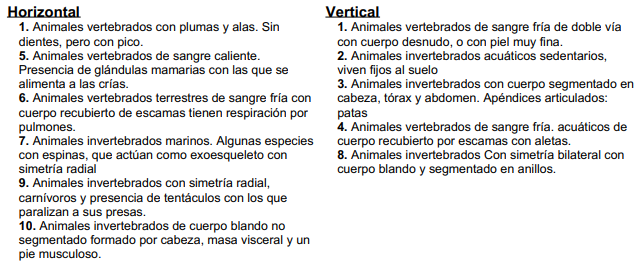 Horizontal
1. Animales vertebrados con plumas y alas. Sin
dientes, pero con pico.
5. Animales vertebrados de sangre caliente.
Presencia de glándulas mamarias con las que se
alimenta a las crías.
6. Animales vertebrados terrestres de sangre fría con
cuerpo recubierto de escamas tienen respiración por
pulmones.
7. Animales invertebrados marinos. Algunas especies
con espinas, que actúan como exoesqueleto con
simetría radial
9. Animales invertebrados con simetría radial,
carnívoros y presencia de tentáculos con los que
paralizan a sus presas.
10. Animales invertebrados de cuerpo blando no
segmentado formado por cabeza, masa visceral y un
pie musculoso.
Vertical
1. Animales vertebrados de sangre fría de doble vía
con cuerpo desnudo, o con piel muy fina.
2. Animales invertebrados acuáticos sedentarios,
viven fijos al suelo
3. Animales invertebrados con cuerpo segmentado en
cabeza, tórax y abdomen. Apéndices articulados:
patas
4. Animales vertebrados de sangre fría. acuáticos de
cuerpo recubierto por escamas con aletas.
8. Animales invertebrados Con simetría bilateral con
cuerpo blando y segmentado en anillos.